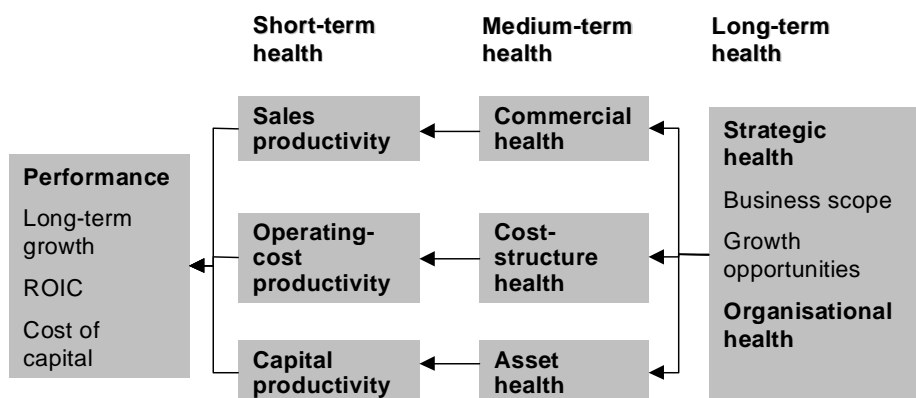 Short-term
health
Medium-term
health
Long-term
health
Performance
Long-term
growth
ROIC
Cost of
capital
Sales
productivity
Operating-
cost
productivity
Capital
productivity
Commercial
health
Cost-
structure
health
Asset
health
Strategic
health
Business scope
Growth
opportunities
Organisational
health